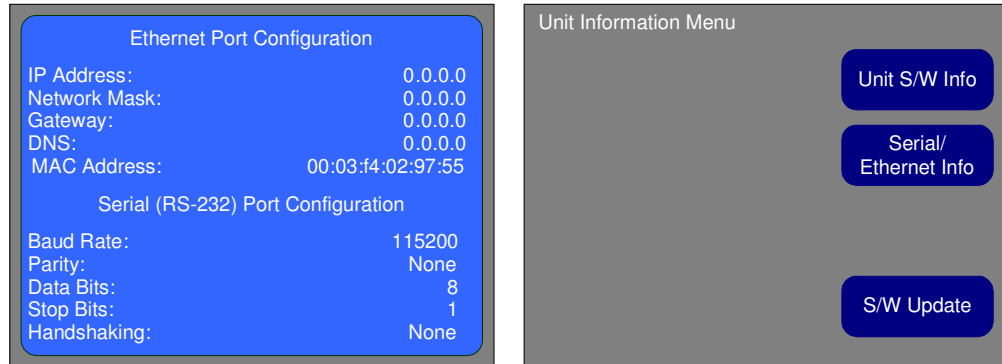 Ethernet Port Configuration
IP Address: 0.0.0.0
Network Mask: 0.0.0.0
Gateway: 0.0.0.0
DNS: 0.0.0.0
MAC Address: 00:03:f4:02:97:55
Serial (RS-232) Port Configuration
Baud Rate: 115200
Parity: None
Data Bits: 8
Stop Bits: 1
Handshaking: None
Unit Information Menu
Unit S/W Info
Serial/
Ethernet Info
S/W Update